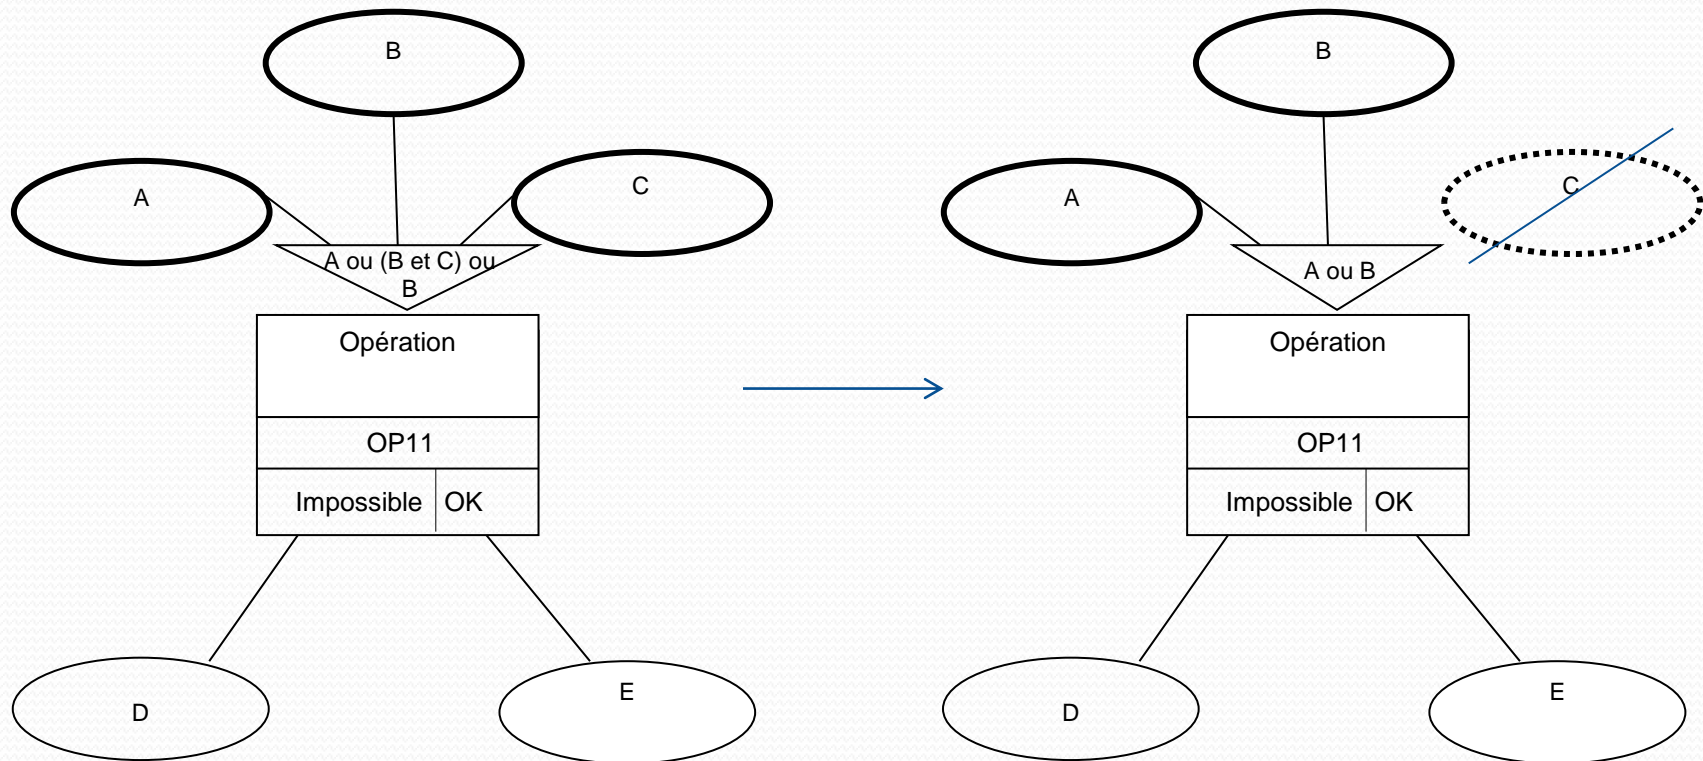 B
A
C
A ou (B et C) ou
B
Opération
OP11
Impossible
OK
D
E
B
A
C
A ou B
Opération
OP11
Impossible
OK
D
E